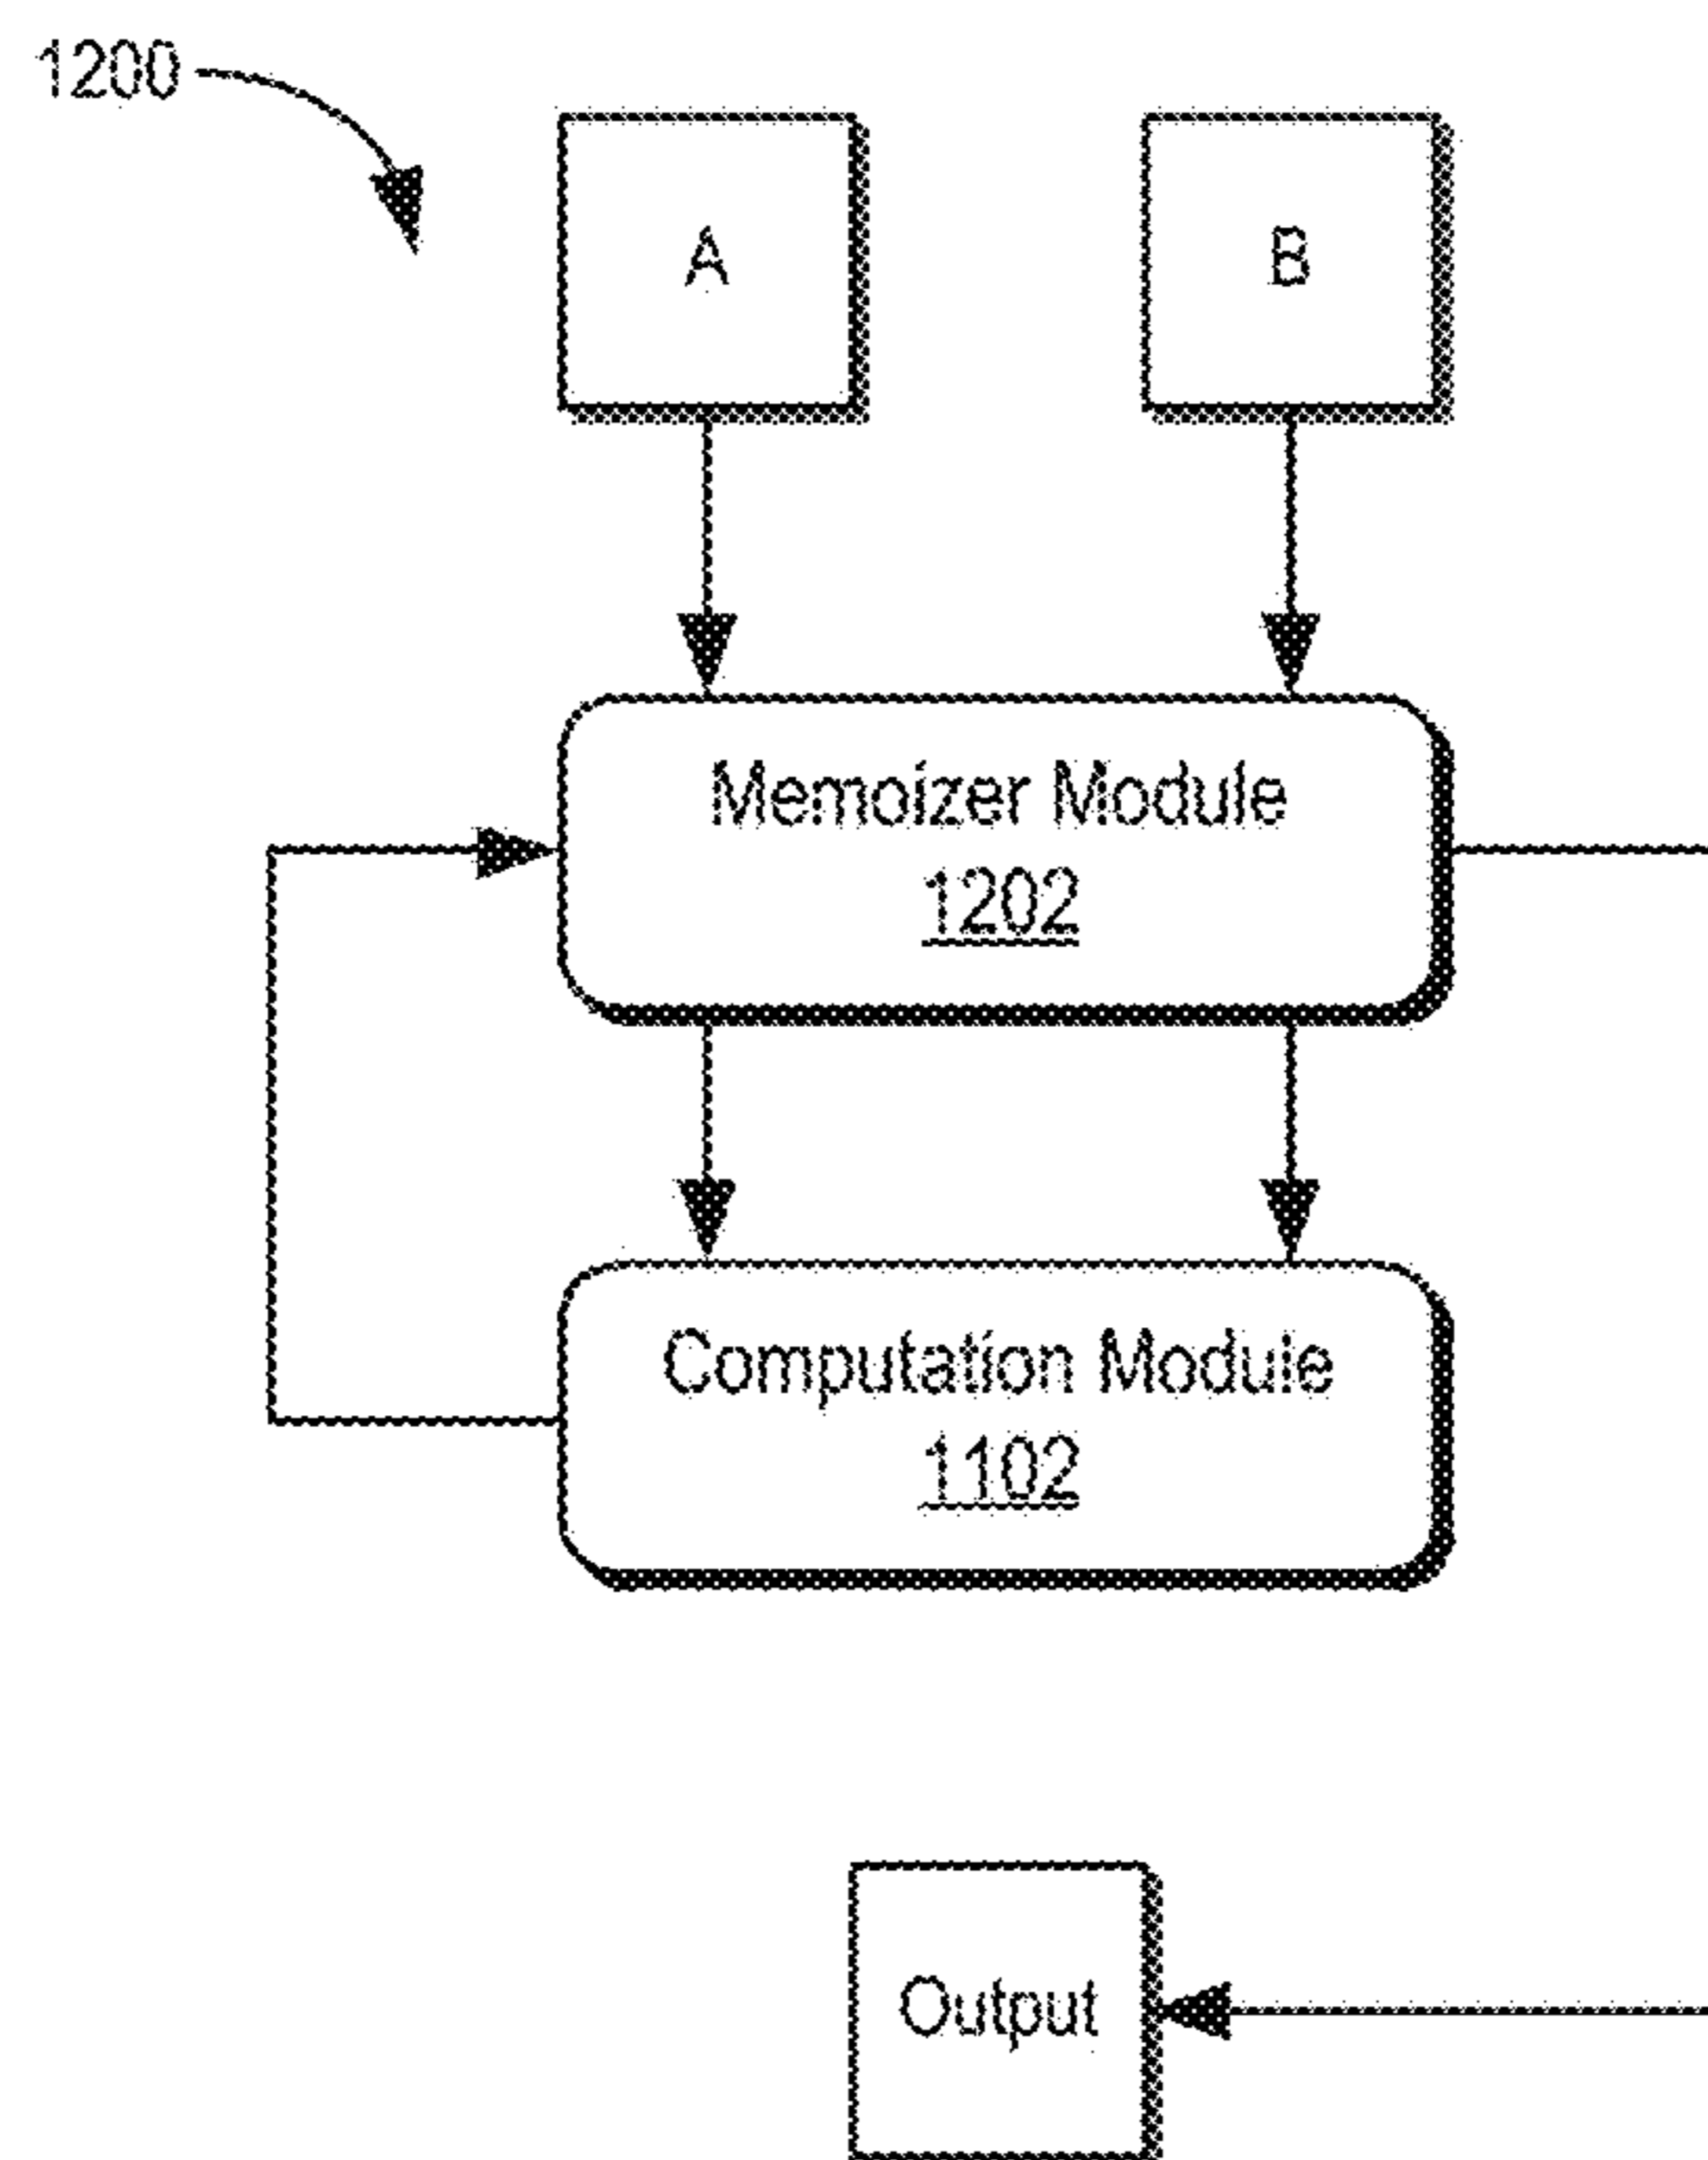 1200
A
B
Memoizer Module
1202
Computation Module
1102
Output